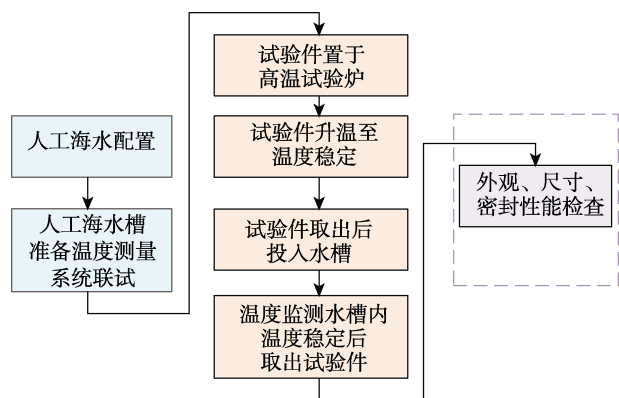 人工海水配置
人工海水槽
准备温度测量
系统联试
试验件置于
高温试验炉
试验件升温至
温度稳定
试验件取出后
投入水槽
温度监测水槽内
温度稳定后
取出试验件
外观、尺寸、
密封性能检查